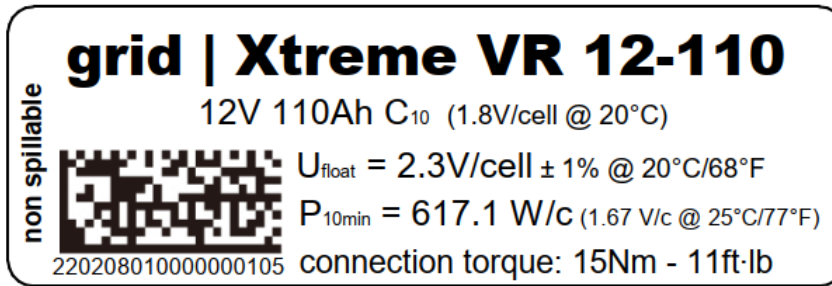 grid | Xtreme VR 12-110
12V 110Ah C10 (1.8V/cell @ 20°C)
non spillable
Ufloat = 2.3V/cell ± 1% @ 20°C/68°F
P10min = 617.1 W/c (1.67 V/c @ 25°C/77°F)
220208010000000105
connection torque: 15Nm - 11ft·lb